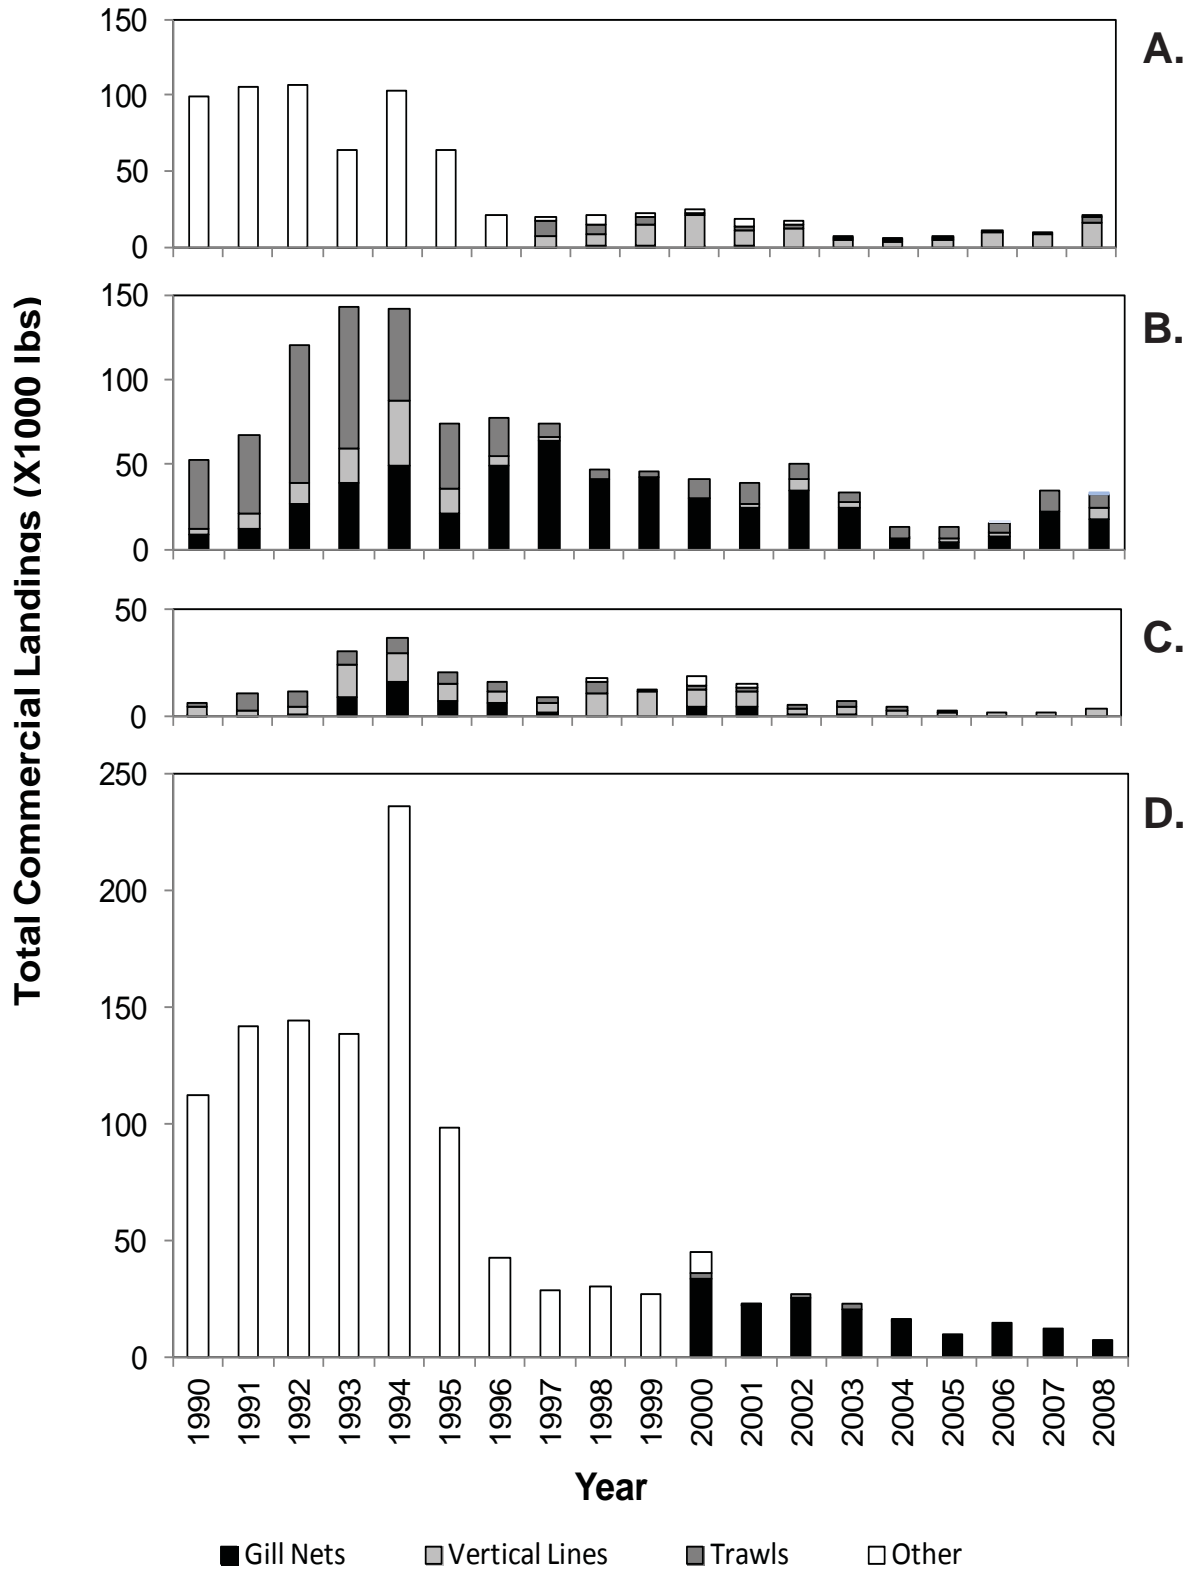 150
100
50
0
A.
150
100
50
0
B.
50
0
C.
250
200
150
100
50
0
D.
Total Commercial Landings (X1000 lbs)
1990 1991 1992 1993 1994 1995 1996 1997 1998 1999 2000 2001 2002 2003 2004 2005 2006 2007 2008
Year
Gill Nets Vertical Lines Trawls Other